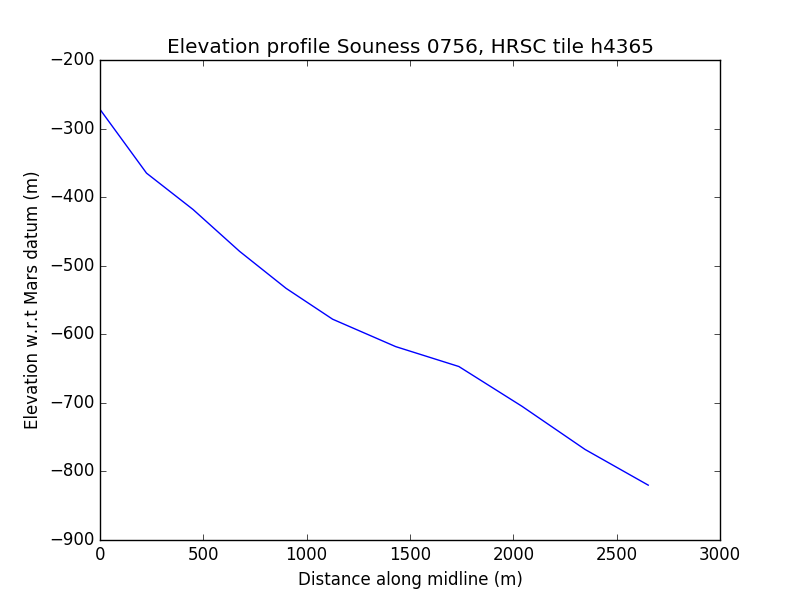 Elevation profile Souness 0756, HRSC tile h4365
Elevation w.r.t Mars datum (m)
−200
−300
−400
−500
−600
−700
−800
−900
0 500 1000 1500 2000 2500 3000
Distance along midline (m)